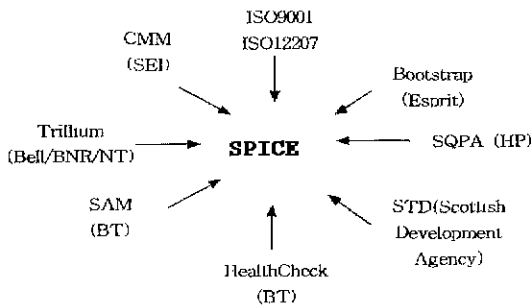 ISO9001
ISO12207
CMM
(SEI)
Bootstrap
(Esprit)
Trillium
(Bell/BNR/NT)
SPICE
SQPA (HP)
SAM
(BT)
STD(Scottish
Development
Agency)
HealthCheck
(BT)